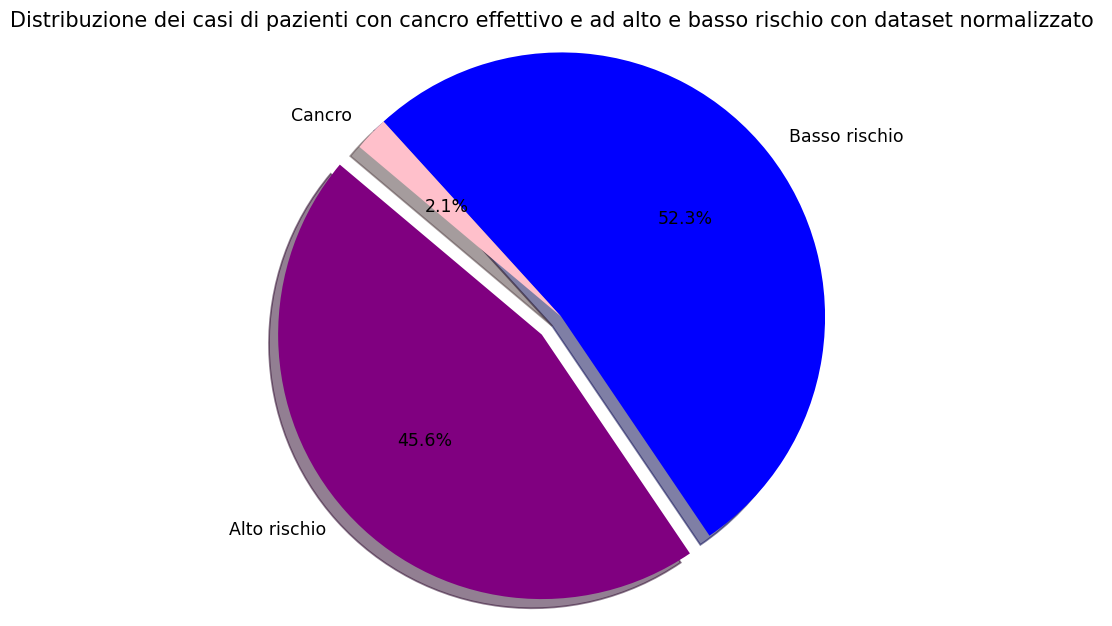 Distribuzione dei casi di pazienti con cancro effettivo e ad alto e basso rischio con dataset normalizzato
Cancro
Basso rischio
2.1%
52.3%
45.6%
Alto rischio